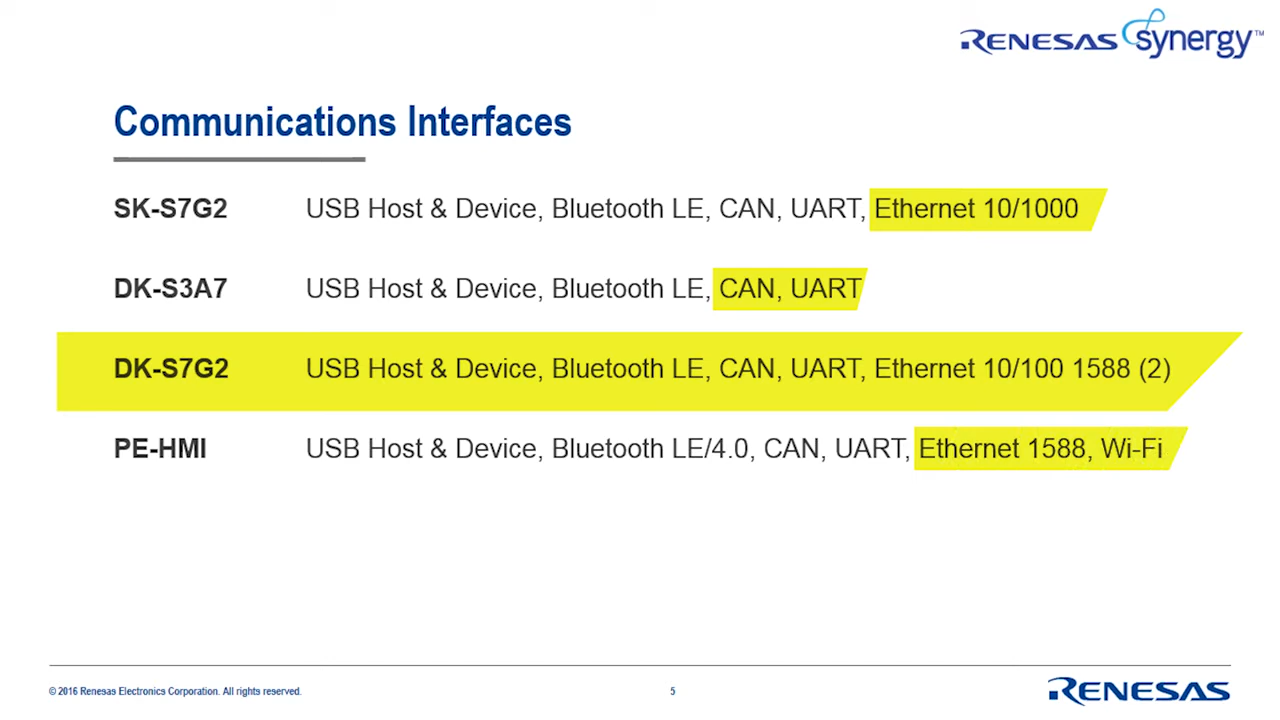 RENESAS synergy™
Communications Interfaces
SK-S7G2 USB Host & Device, Bluetooth LE, CAN, UART, Ethernet 10/1000
DK-S3A7 USB Host & Device, Bluetooth LE, CAN, UART
DK-S7G2 USB Host & Device, Bluetooth LE, CAN, UART, Ethernet 10/100 1588 (2)
PE-HMI USB Host & Device, Bluetooth LE/4.0, CAN, UART, Ethernet 1588, Wi-Fi
© 2016 Renesas Electronics Corporation. All rights reserved. 5 RENESAS